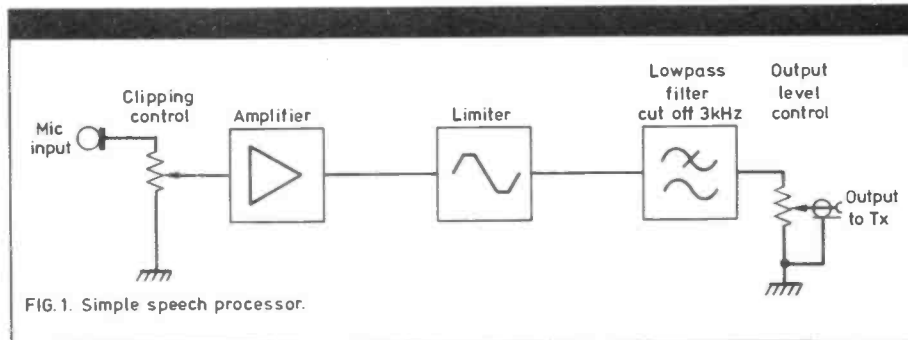 Mic
input
Clipping
control
Amplifier
Limiter
Lowpass
filter
cut off 3kHz
Output
level
control
Output
to Tx
FIG.1. Simple speech processor.